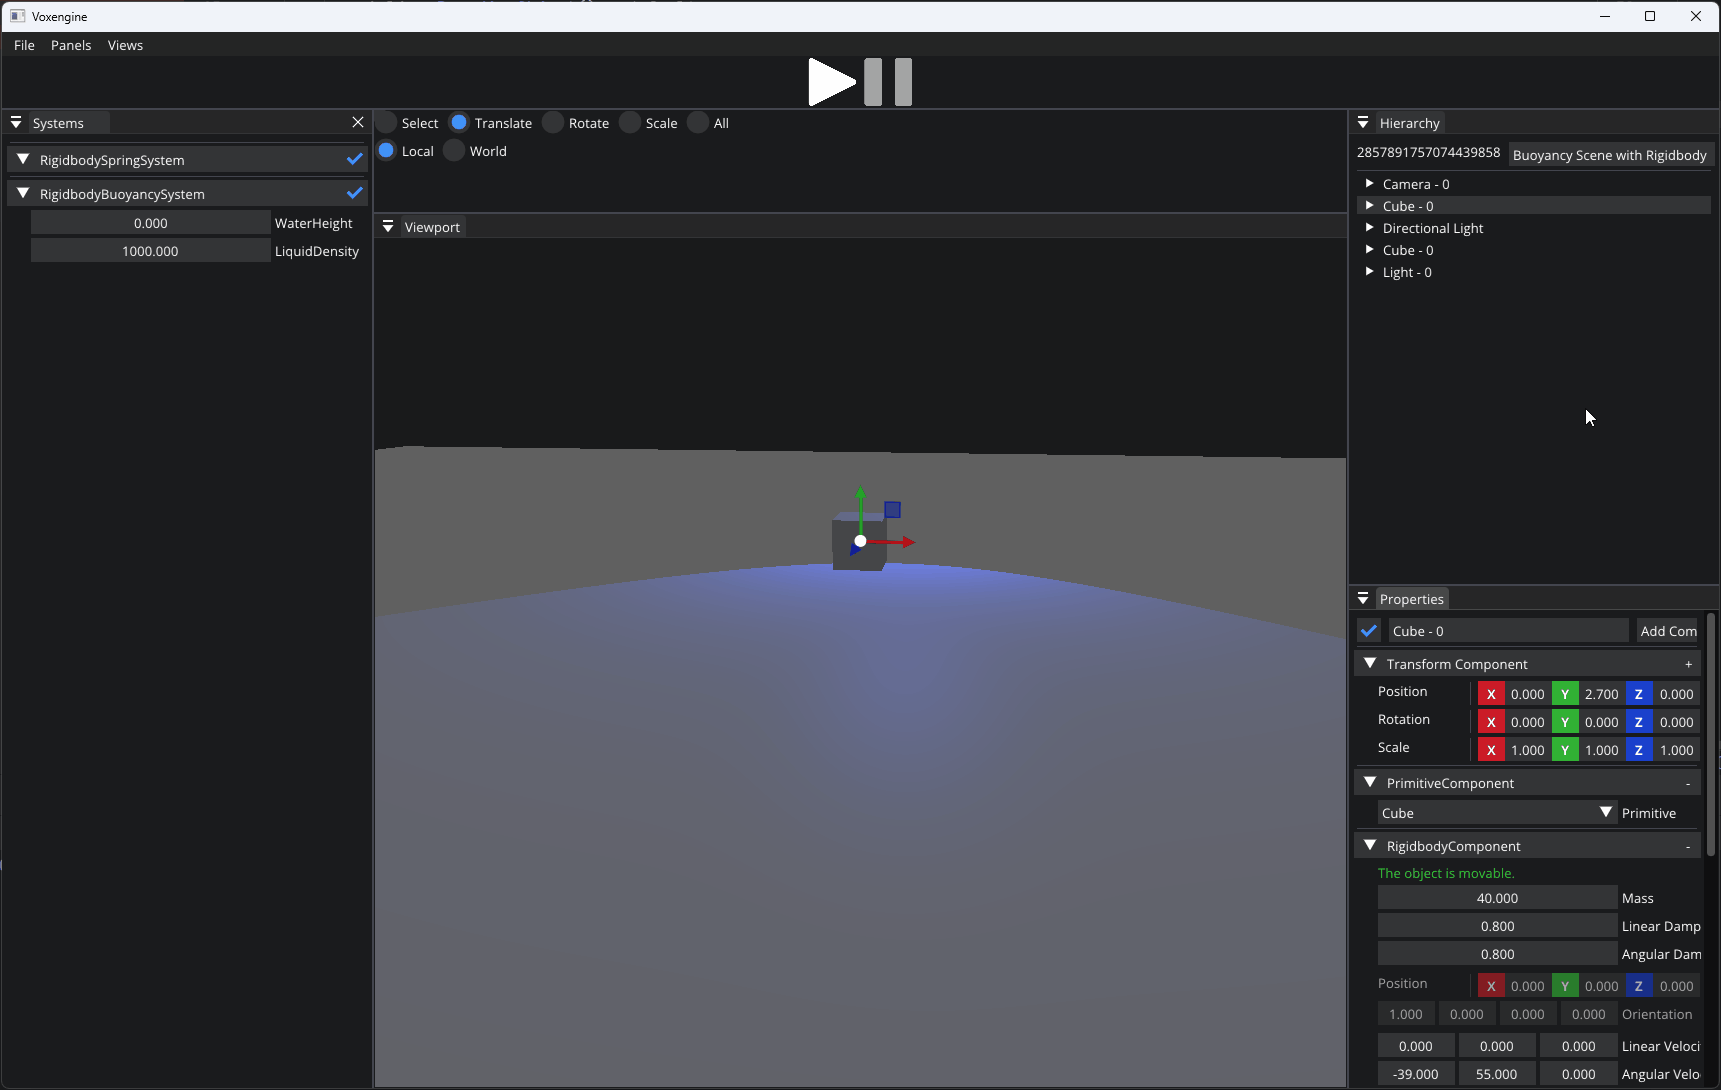 Voxengine
File Panels Views
Systems
RigidbodySpringSystem
RigidbodyBuoyancySystem
0.000 WaterHeight
1000.000 LiquidDensity
Select Translate Rotate Scale All
Local World
Viewport
Hierarchy
2857891757074439858 Buoyancy Scene with Rigidbody
Camera - 0
Cube - 0
Directional Light
Cube - 0
Light - 0
Properties
Cube - 0 Add Com
Transform Component +
Position X 0.000 Y 2.700 Z 0.000
Rotation X 0.000 Y 0.000 Z 0.000
Scale X 1.000 Y 1.000 Z 1.000
PrimitiveComponent -
Cube Primitive
RigidbodyComponent -
The object is movable.
40.000 Mass
0.800 Linear Damp
0.800 Angular Dam
Position X 0.000 Y 0.000 Z 0.000
1.000 0.000 0.000 0.000 Orientation
0.000 0.000 0.000 Linear Veloci
-39.000 55.000 0.000 Angular Velo